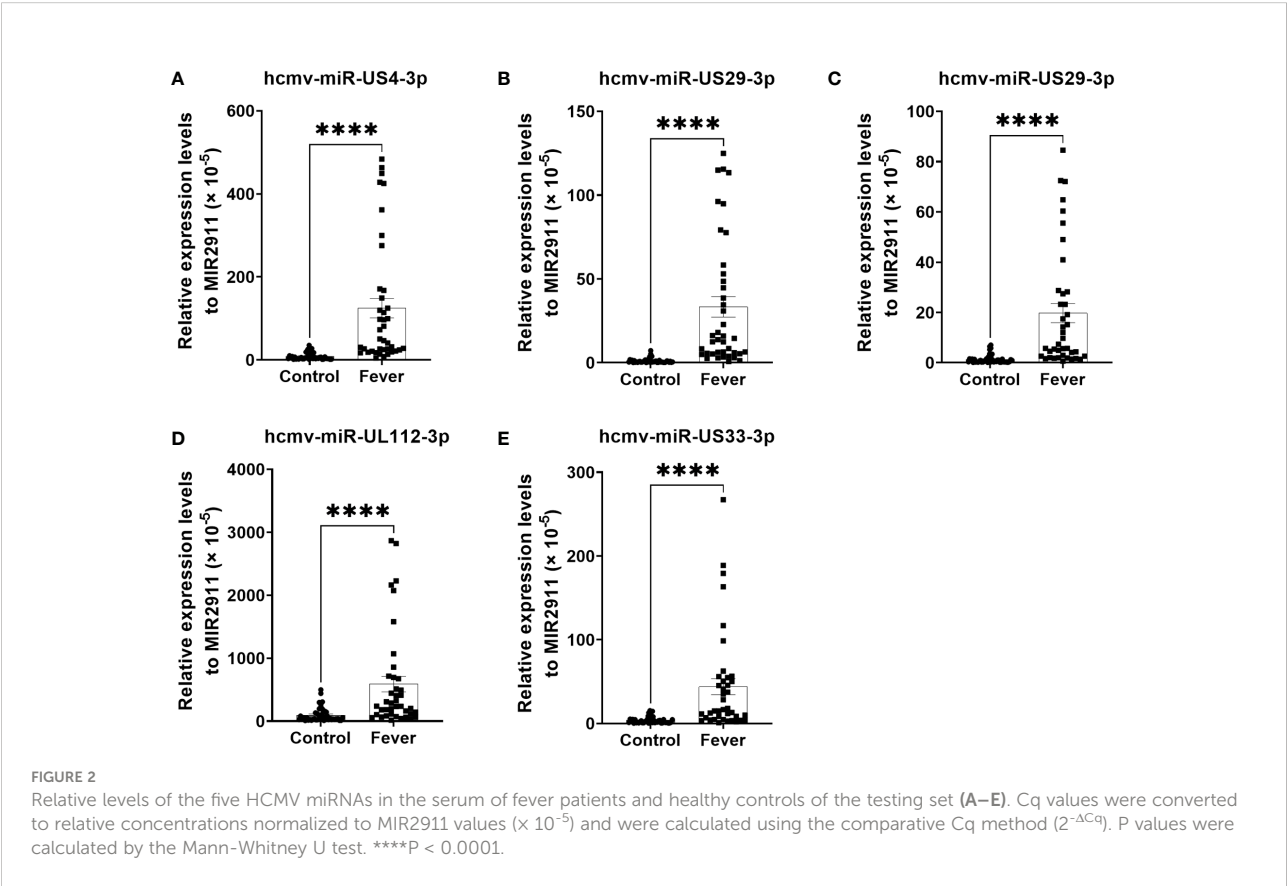 A hcmv-miR-US4-3p
Relative expression levels
to MIR2911 (× 10-5)
600
400
200
0
****
Control Fever
B hcmv-miR-US29-3p
Relative expression levels
to MIR2911 (× 10-5)
150
100
50
0
****
Control Fever
C hcmv-miR-US29-3p
Relative expression levels
to MIR2911 (× 10-5)
100
80
60
40
20
0
****
Control Fever
D hcmv-miR-UL112-3p
Relative expression levels
to MIR2911 (× 10-5)
4000
3000
2000
1000
0
****
Control Fever
E hcmv-miR-US33-3p
Relative expression levels
to MIR2911 (× 10-5)
300
200
100
0
****
Control Fever
FIGURE 2
Relative levels of the five HCMV miRNAs in the serum of fever patients and healthy controls of the testing set (A–E). Cq values were converted
to relative concentrations normalized to MIR2911 values (× 10-5) and were calculated using the comparative Cq method (2-ΔCq). P values were
calculated by the Mann-Whitney U test. ****P < 0.0001.